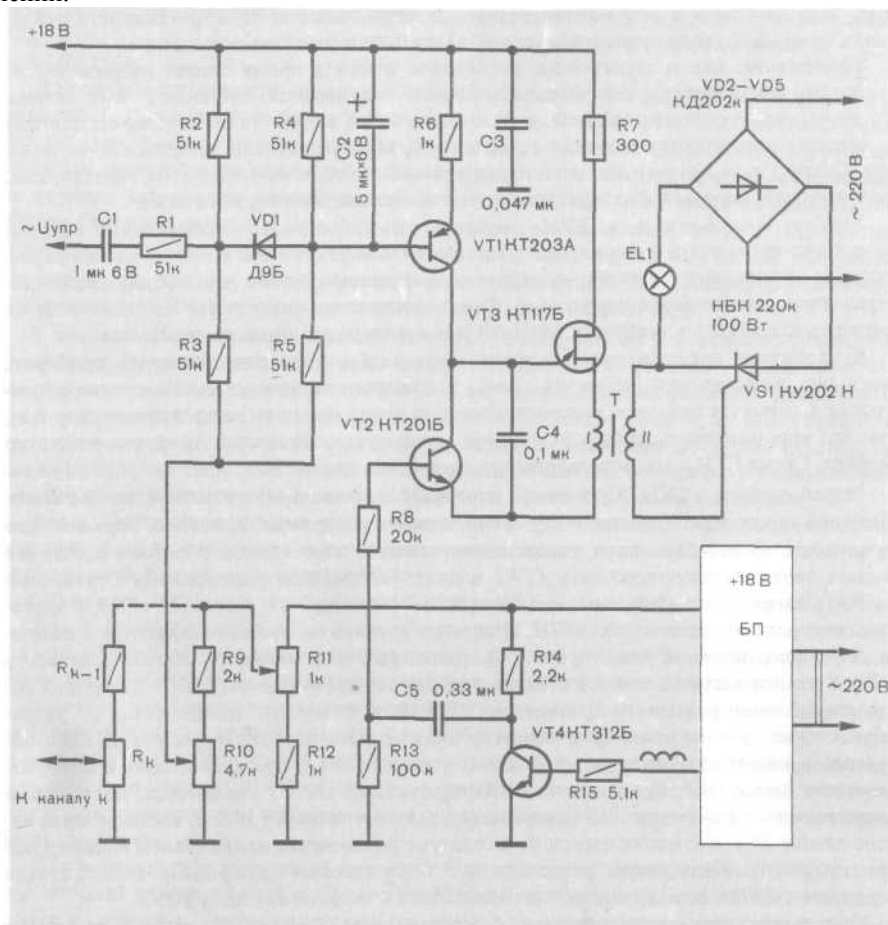 +18 В
VD2-VD5
КД202к
R2
51к
R4
51к
C2
5 мк×6 В
R6
1к
C3
0,047 мк
R7
300
~220В
~ Uупр
C1
1 мк 6 В
R1
51к
VD1
Д9Б
VT1 КТ203А
EL1
НБК 220к
100 Вт
VT3 КТ117Б
VS1 КУ202 Н
R3
51к
R5
51к
VT2 КТ201Б
C4
0,1 мк
I
T
II
R8
20к
+18 В
БП
~220В
Rк-1
R9
2к
R11
1к
C5 0,33 мк
R14
2,2к
Rк
R10
4,7к
R12
1к
R13
100 к
VT4КТ312Б
R15 5,1к
К каналу к